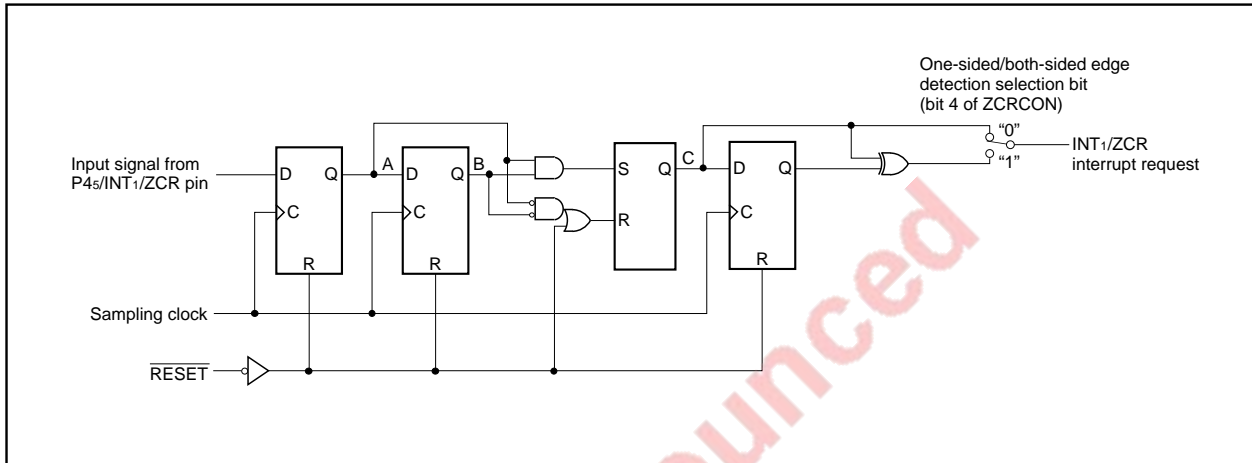 One-sided/both-sided edge
detection selection bit
(bit 4 of ZCRCON)
“0”
“1”
INT1/ZCR
interrupt request
Input signal from
P45/INT1/ZCR pin
D Q
C
R
A
D Q
C
R
B
S Q
R
C
D Q
C
R
Sampling clock
RESET
ounced